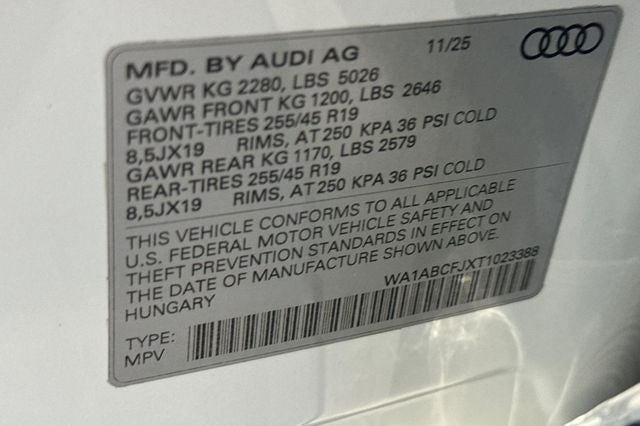 MFD. BY AUDI AG 11/25
GVWR KG 2280, LBS 5026
GAWR FRONT KG 1200, LBS 2646
FRONT-TIRES 255/45 R19
8,5JX19 RIMS, AT 250 KPA 36 PSI COLD
GAWR REAR KG 1170, LBS 2579
REAR-TIRES 255/45 R19
8,5JX19 RIMS, AT 250 KPA 36 PSI COLD
THIS VEHICLE CONFORMS TO ALL APPLICABLE
U.S. FEDERAL MOTOR VEHICLE SAFETY AND
THEFT PREVENTION STANDARDS IN EFFECT ON
THE DATE OF MANUFACTURE SHOWN ABOVE.
HUNGARY WA1ABCFJXT1023388
TYPE:
MPV